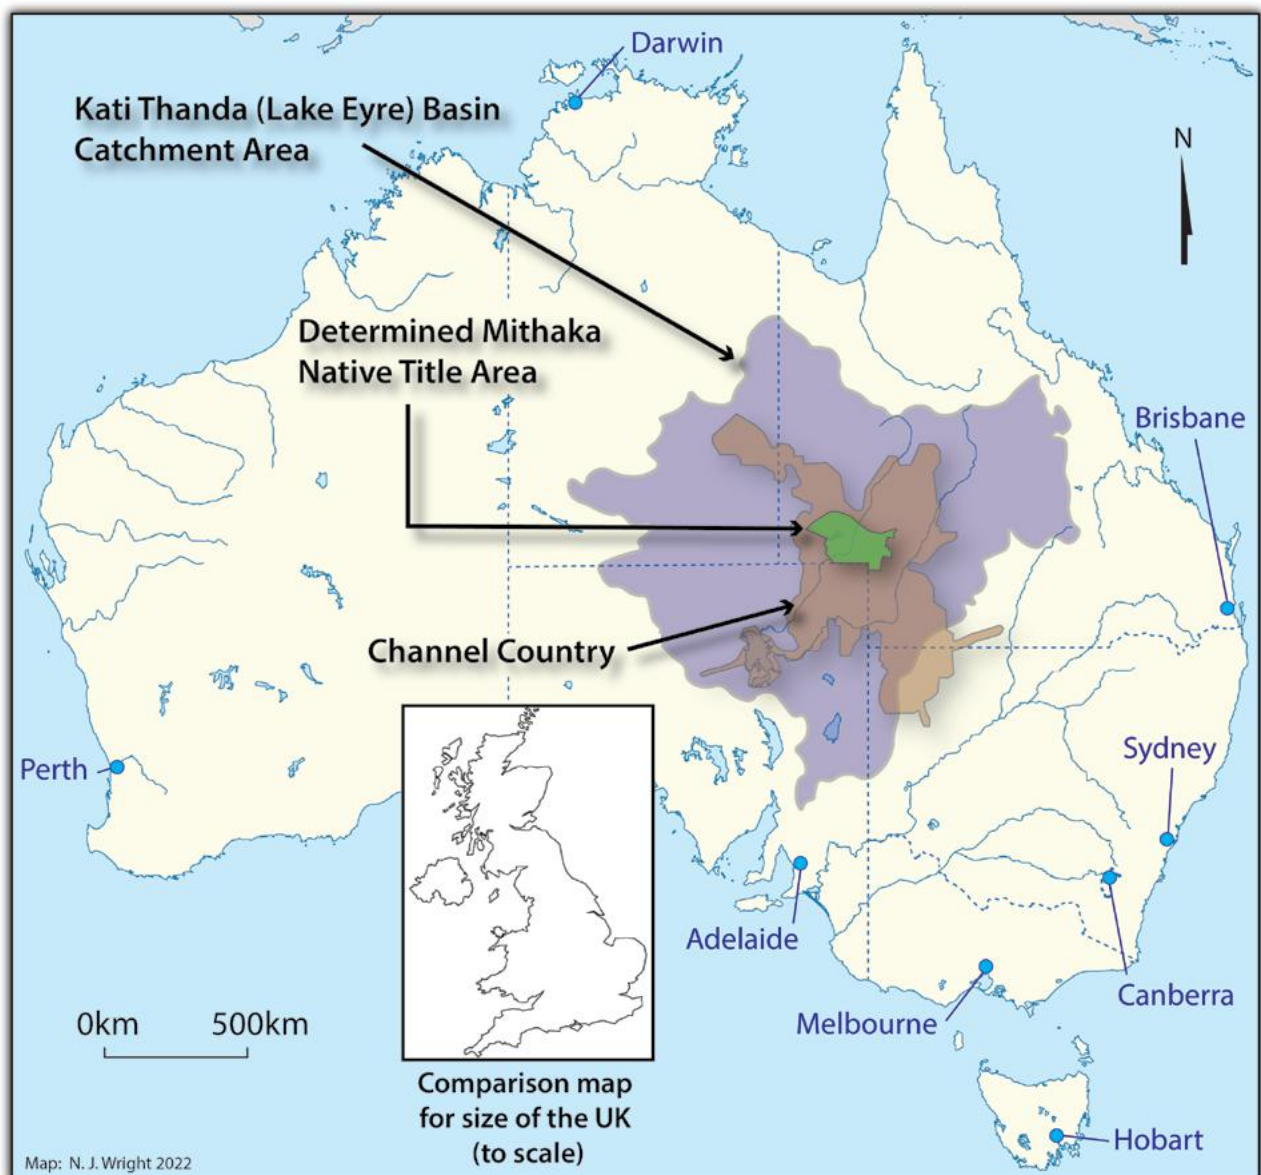 Darwin
Kati Thanda (Lake Eyre) Basin
Catchment Area
N
Determined Mithaka
Native Title Area
Brisbane
Channel Country
Sydney
Perth
Adelaide
Canberra
Melbourne
0km 500km
Comparison map
for size of the UK
(to scale)
Hobart
Map: N. J. Wright 2022